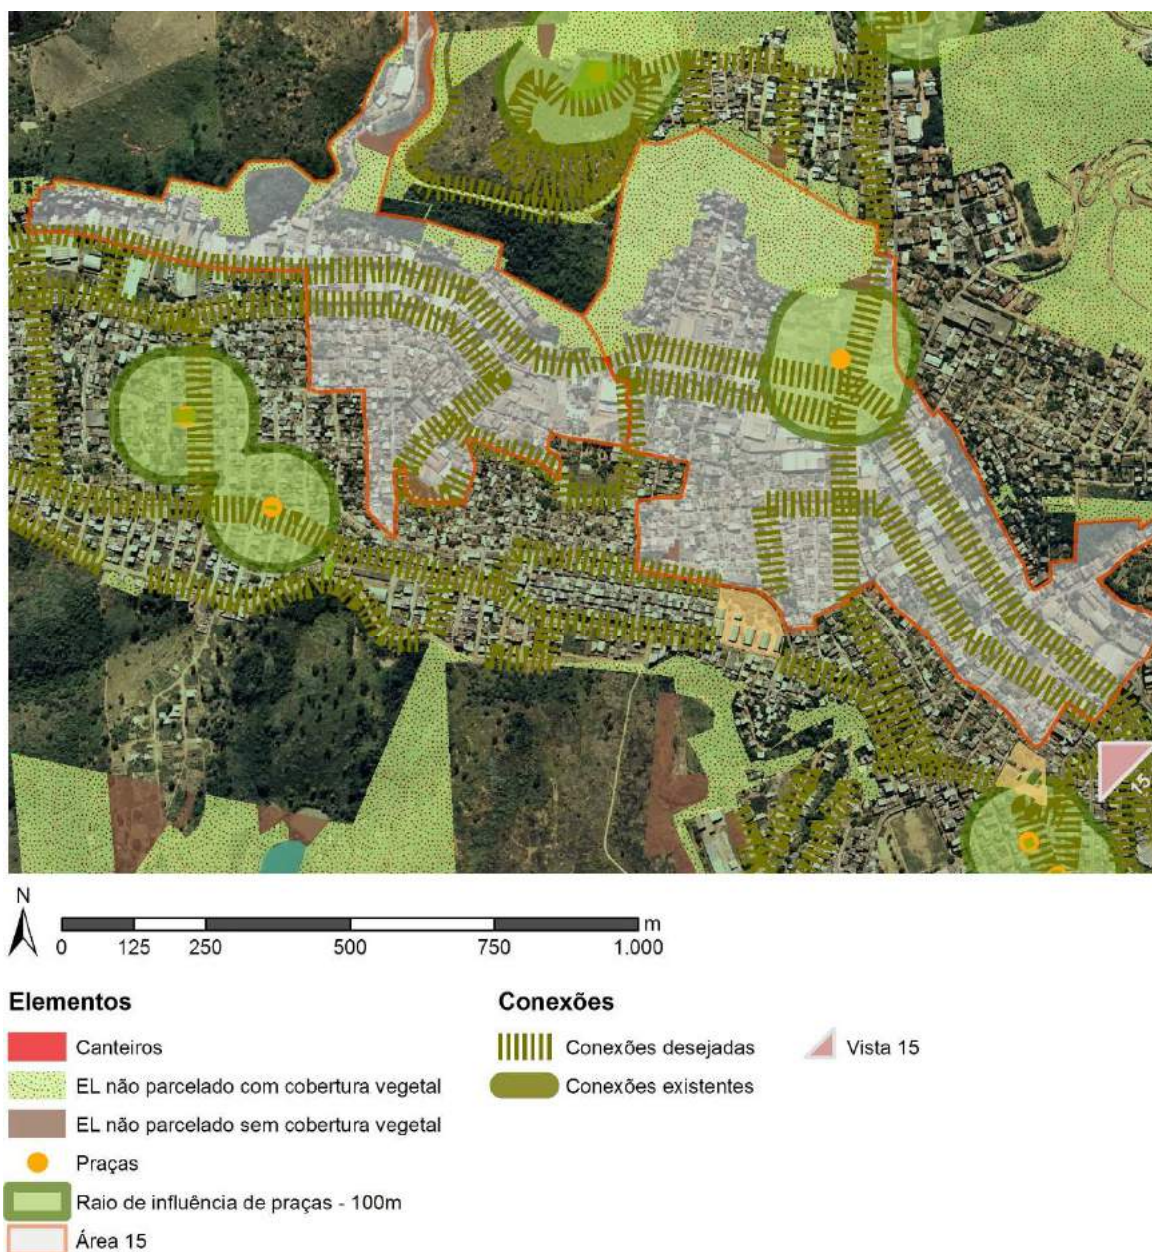 15
N
m
0 125 250 500 750 1.000
Elementos
Canteiros
EL não parcelado com cobertura vegetal
EL não parcelado sem cobertura vegetal
Praças
Raio de influência de praças - 100m
Área 15
Conexões
Conexões desejadas
Conexões existentes
Vista 15